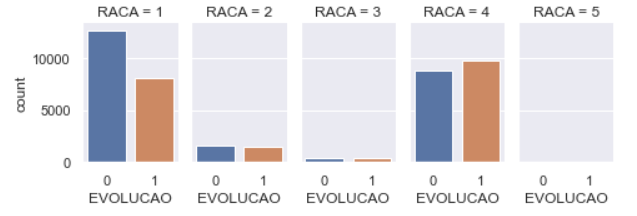 RACA = 1 RACA = 2 RACA = 3 RACA = 4 RACA = 5
10000
5000
0
count
0 1 0 1 0 1 0 1 0 1
EVOLUCAO EVOLUCAO EVOLUCAO EVOLUCAO EVOLUCAO